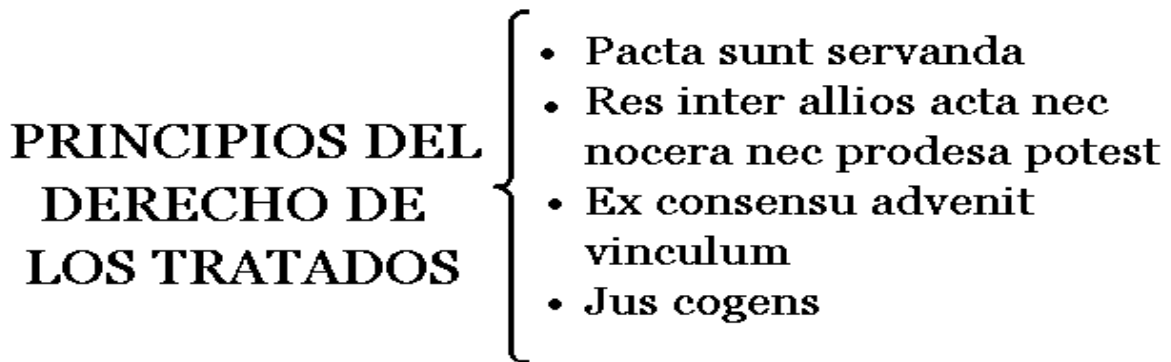 PRINCIPIOS DEL
DERECHO DE
LOS TRATADOS
• Pacta sunt servanda
• Res inter allios acta nec
nocera nec prodesa potest
• Ex consensu advenit
vinculum
• Jus cogens